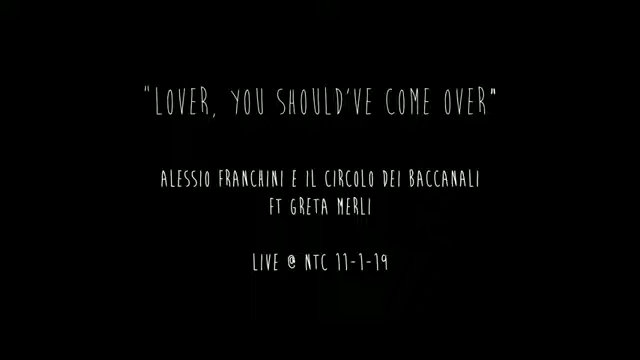 "LOVER, YOU SHOULD'VE COME OVER"
ALESSIO FRANCHINI E IL CIRCOLO DEI BACCANALI
FT GRETA MERLI
LIVE @ NTC 11-1-19